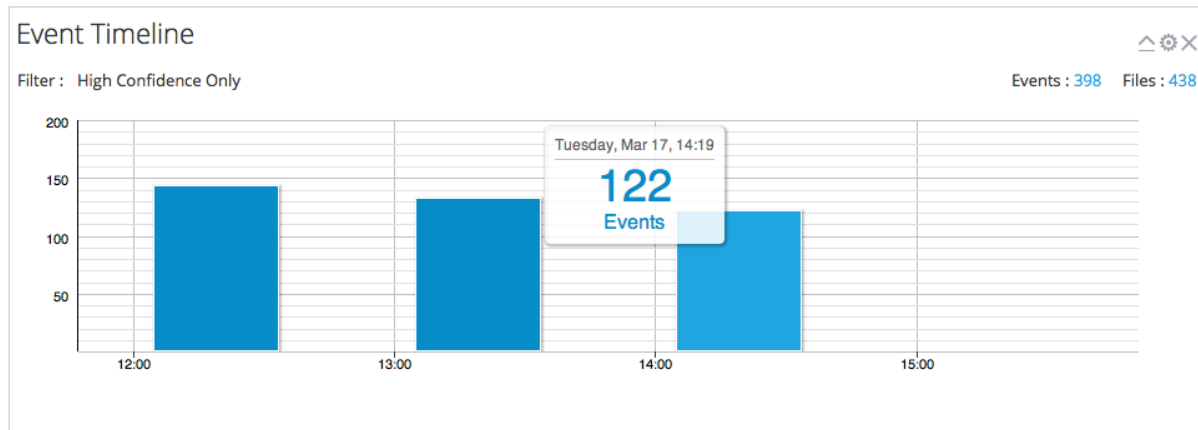 Event Timeline
Filter : High Confidence Only
Events : 398 Files : 438
200
Tuesday, Mar 17, 14:19
150
122
Events
100
50
12:00 13:00 14:00 15:00